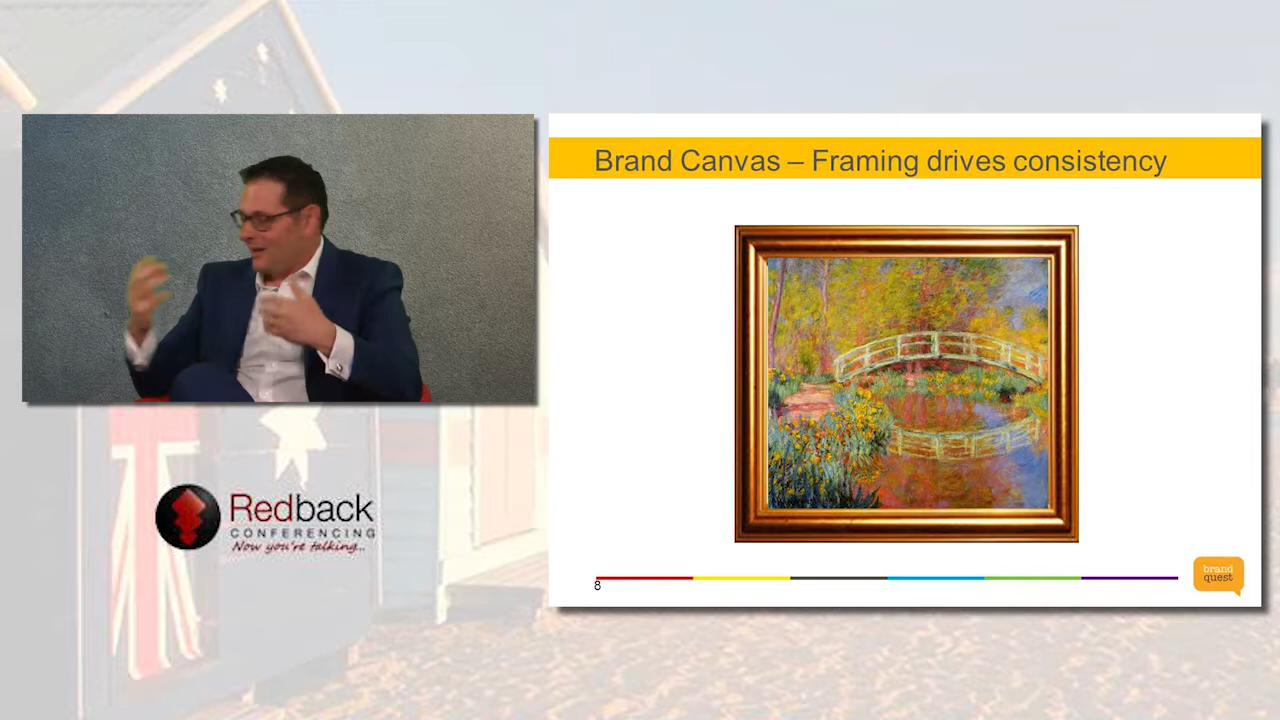 Brand Canvas – Framing drives consistency
Redback
CONFERENCING
Now you're talking...
8
brand
quest